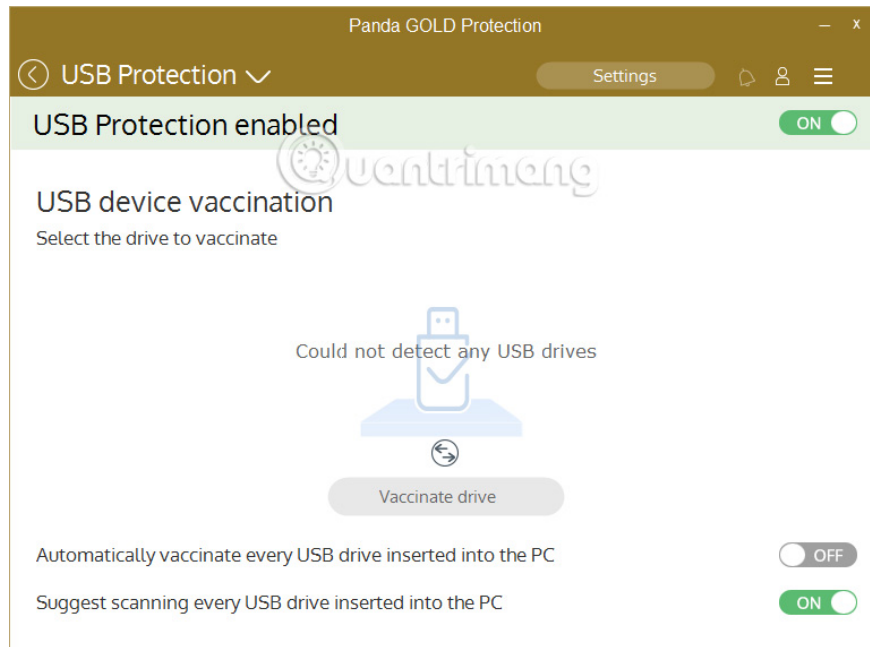 Panda GOLD Protection
USB Protection
Settings
USB Protection enabled
ON
Quantrimang
USB device vaccination
Select the drive to vaccinate
Could not detect any USB drives
Vaccinate drive
Automatically vaccinate every USB drive inserted into the PC
OFF
Suggest scanning every USB drive inserted into the PC
ON